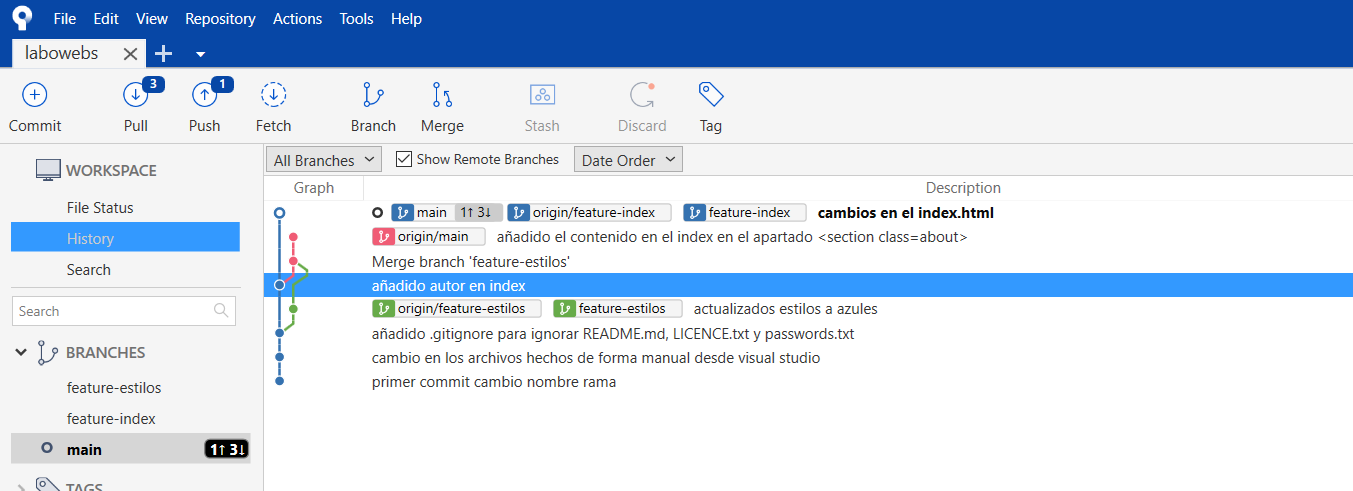 File Edit View Repository Actions Tools Help
labowebs
3 1
Commit Pull Push Fetch Branch Merge Stash Discard Tag
WORKSPACE
File Status
History
Search
Search
BRANCHES
feature-estilos
feature-index
main 1↑ 3↓
TAGS
All Branches Show Remote Branches Date Order
Graph Description
main 1↑ 3↓ origin/feature-index feature-index cambios en el index.html
origin/main añadido el contenido en el index en el apartado <section class=about>
Merge branch 'feature-estilos'
añadido autor en index
origin/feature-estilos feature-estilos actualizados estilos a azules
añadido .gitignore para ignorar README.md, LICENCE.txt y passwords.txt
cambio en los archivos hechos de forma manual desde visual studio
primer commit cambio nombre rama